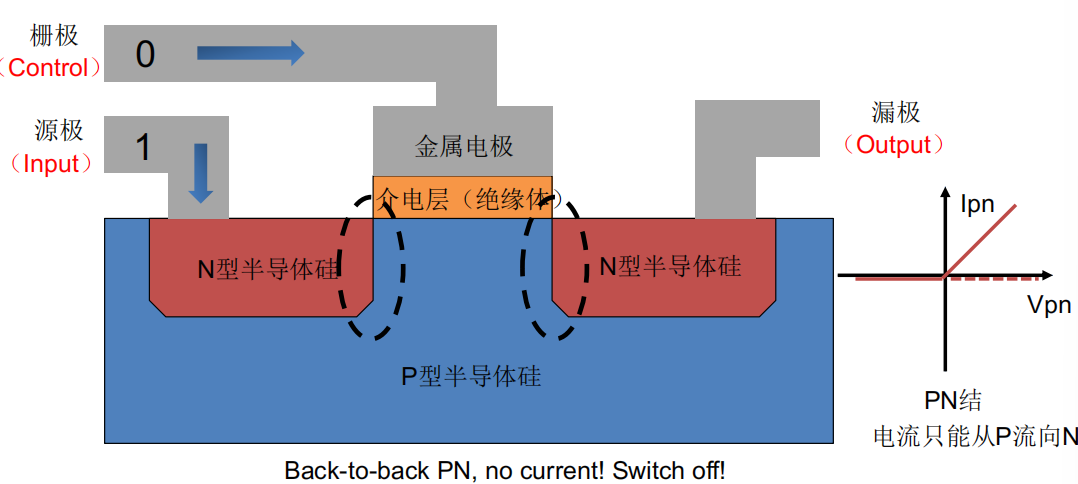 栅极
（Control）
0
源极
（Input）
1
金属电极
漏极
（Output）
介电层（绝缘体）
N型半导体硅
N型半导体硅
P型半导体硅
Ipn
Vpn
PN结
电流只能从P流向N
Back-to-back PN, no current! Switch off!